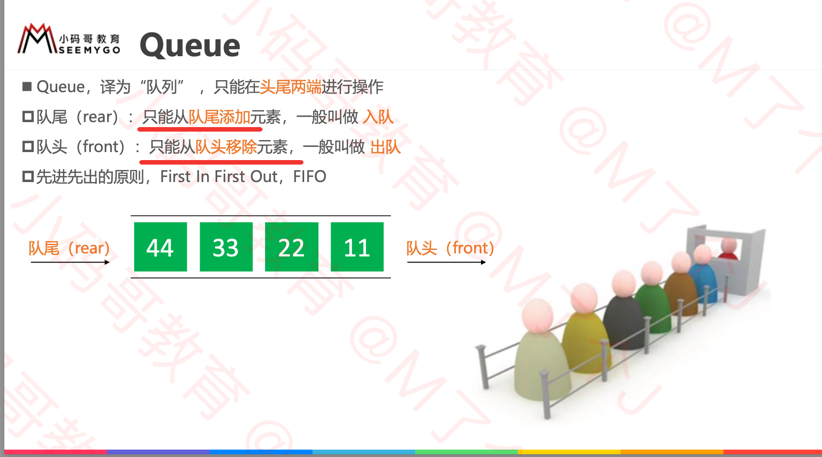 小码哥教育
SEEMYGO
Queue
■ Queue，译为“队列” ，只能在头尾两端进行操作
□队尾（rear）：只能从队尾添加元素，一般叫做 入队
□队头（front）：只能从队头移除元素，一般叫做 出队
□先进先出的原则，First In First Out，FIFO
队尾（rear） 44 33 22 11 队头（front）
小码哥教育 @M了个J